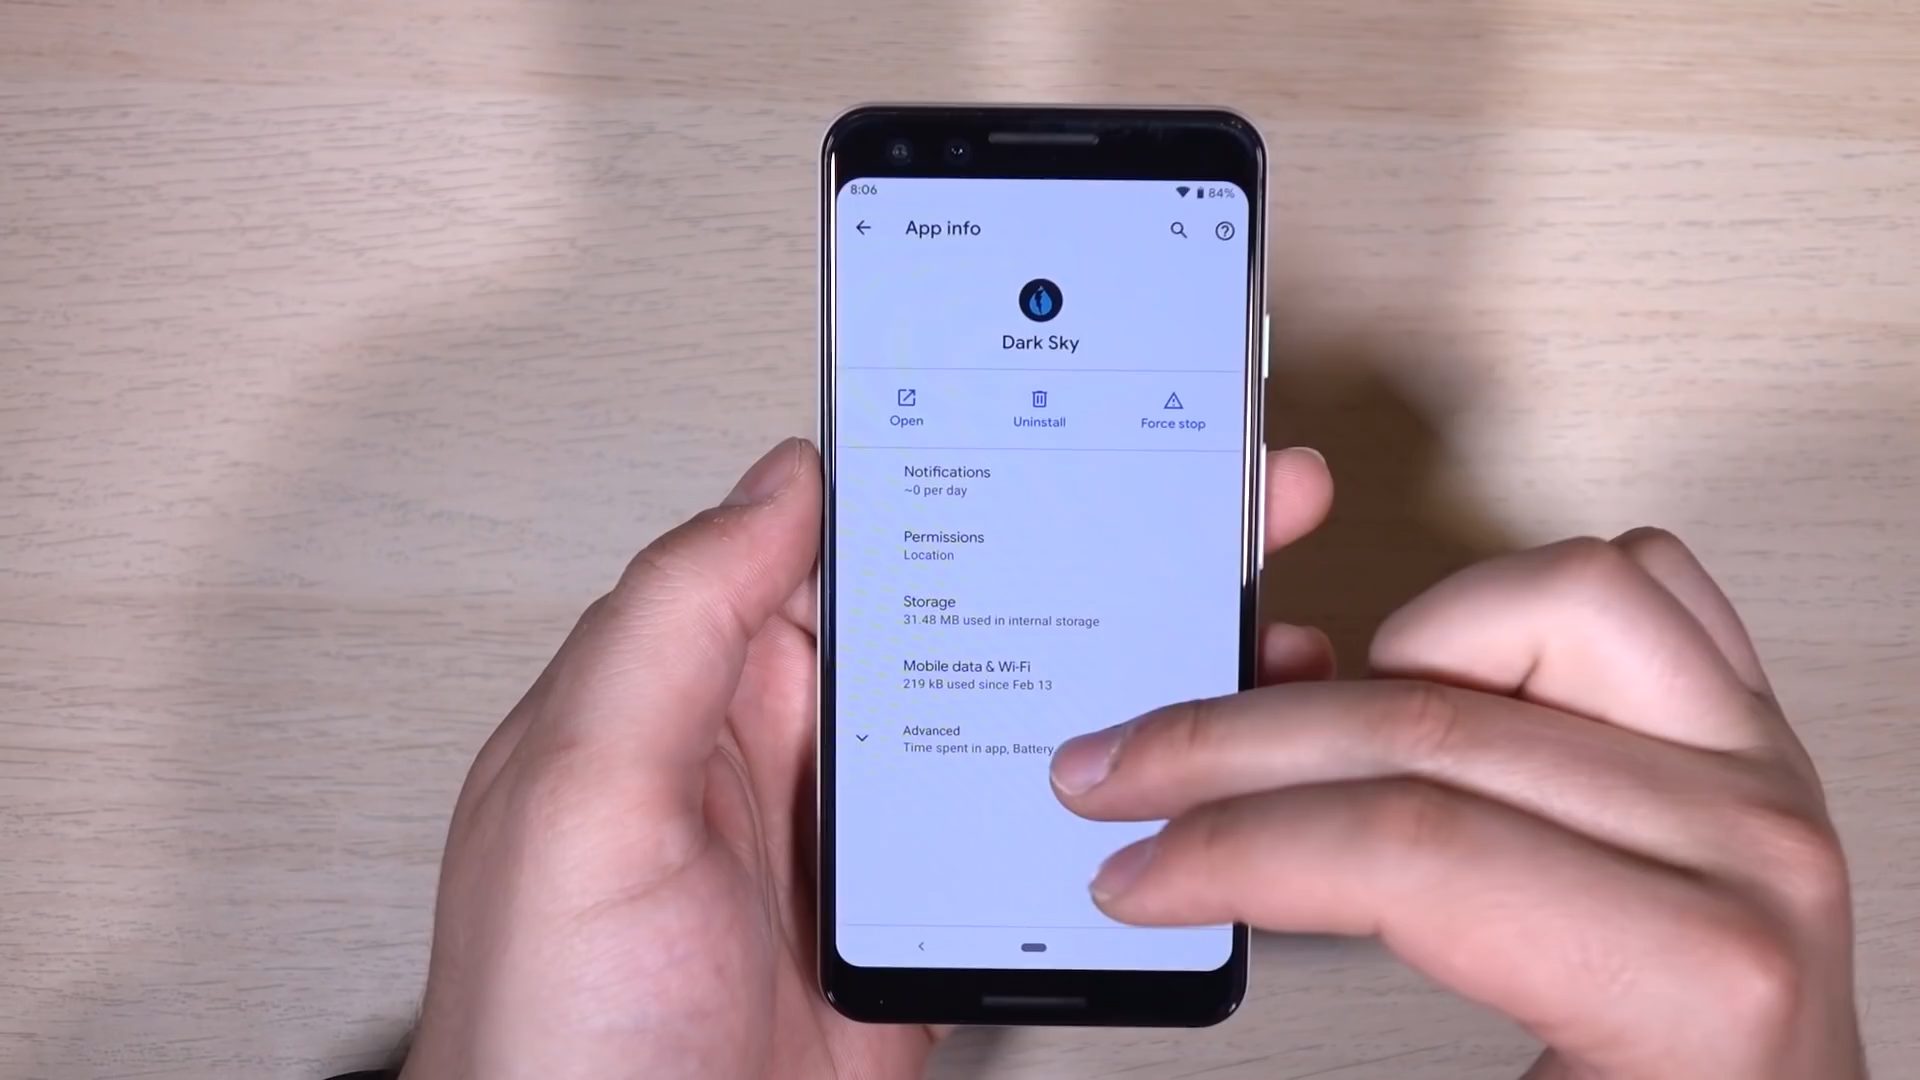 8:06
84%
App info
Dark Sky
Open
Uninstall
Force stop
Notifications
~0 per day
Permissions
Location
Storage
31.48 MB used in internal storage
Mobile data & Wi-Fi
219 kB used since Feb 13
Advanced
Time spent in app, Battery